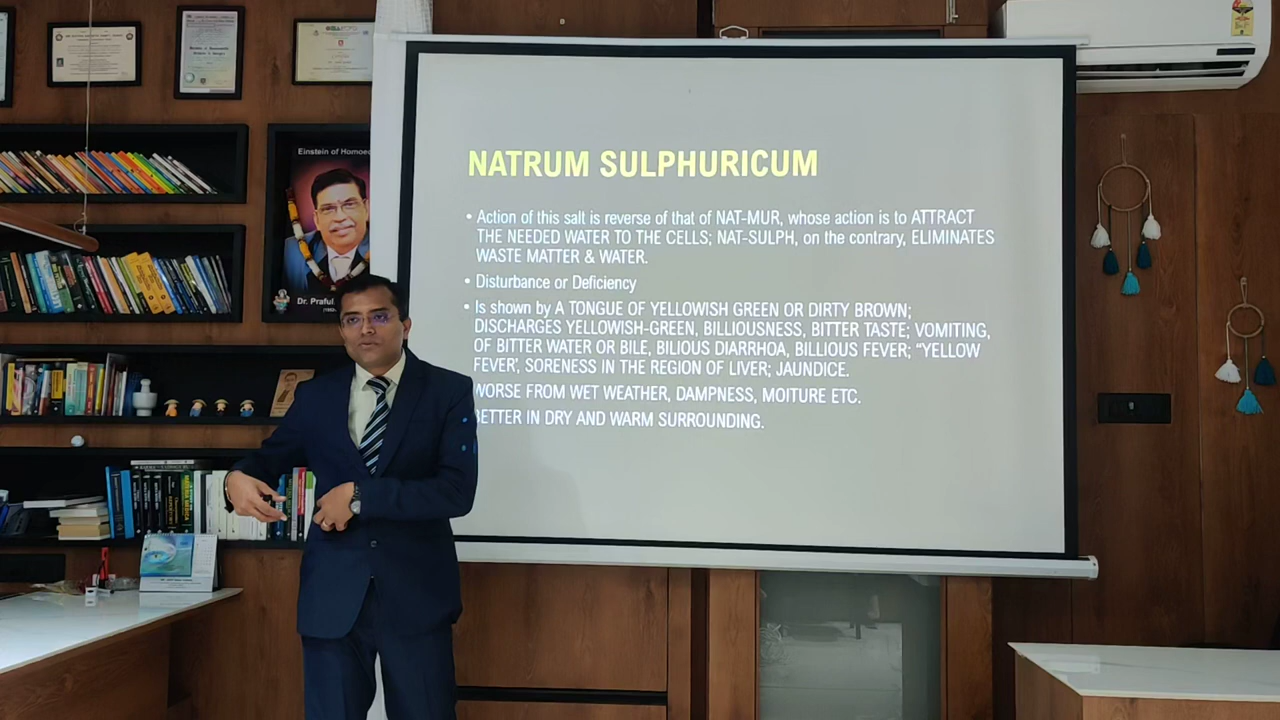 Einstein of Homoeo
Dr. Praful
NATRUM SULPHURICUM
• Action of this salt is reverse of that of NAT-MUR, whose action is to ATTRACT
THE NEEDED WATER TO THE CELLS; NAT-SULPH, on the contrary, ELIMINATES
WASTE MATTER & WATER.
• Disturbance or Deficiency
• Is shown by A TONGUE OF YELLOWISH GREEN OR DIRTY BROWN;
DISCHARGES YELLOWISH-GREEN, BILLIOUSNESS, BITTER TASTE; VOMITING,
OF BITTER WATER OR BILE, BILIOUS DIARRHOA, BILLIOUS FEVER; “YELLOW
FEVER’, SORENESS IN THE REGION OF LIVER; JAUNDICE.
WORSE FROM WET WEATHER, DAMPNESS, MOITURE ETC.
BETTER IN DRY AND WARM SURROUNDING.